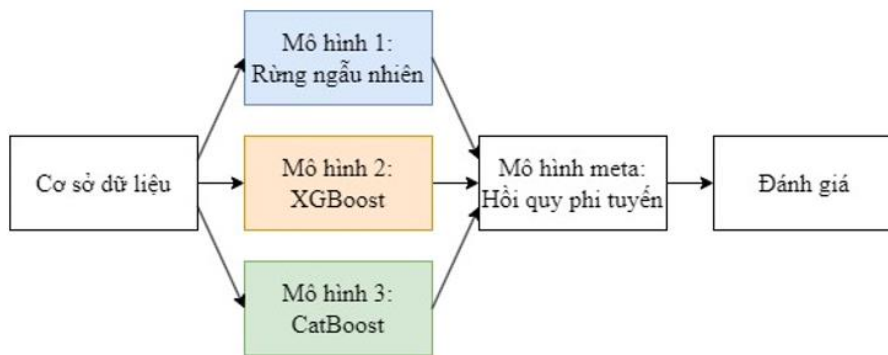 Mô hình 1:
Rừng ngẫu nhiên
Cơ sở dữ liệu
Mô hình 2:
XGBoost
Mô hình meta:
Hồi quy phi tuyến
Đánh giá
Mô hình 3:
CatBoost